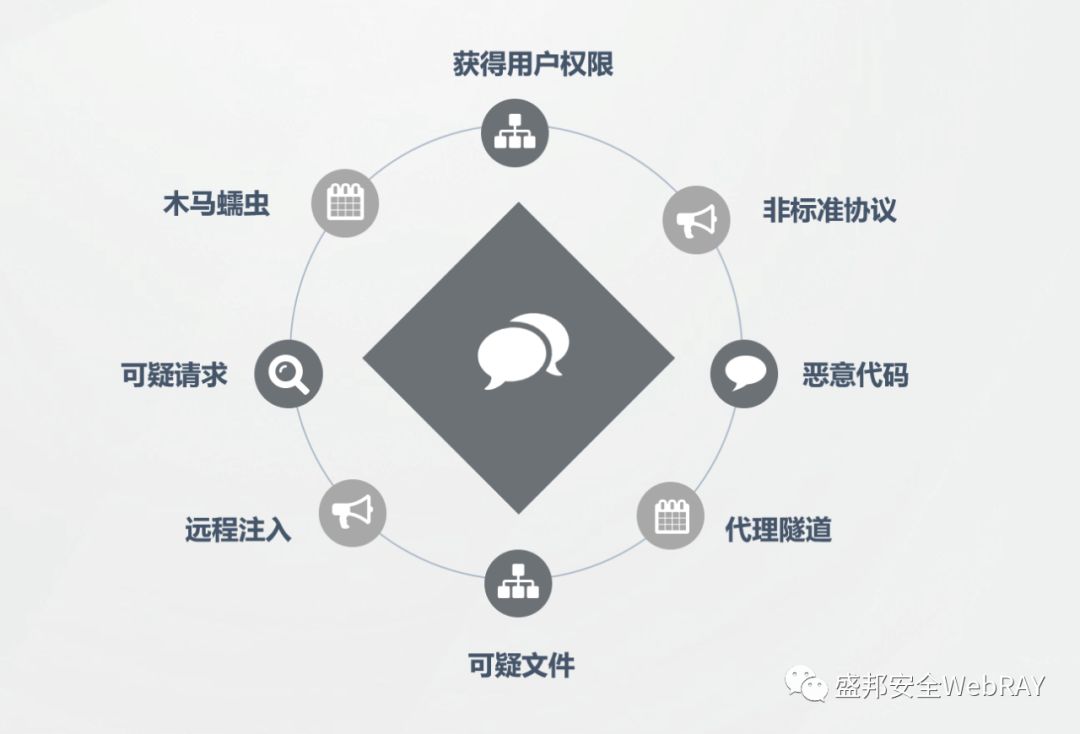 获得用户权限
木马蠕虫
非标准协议
可疑请求
恶意代码
远程注入
代理隧道
可疑文件
盛邦安全WebRAY